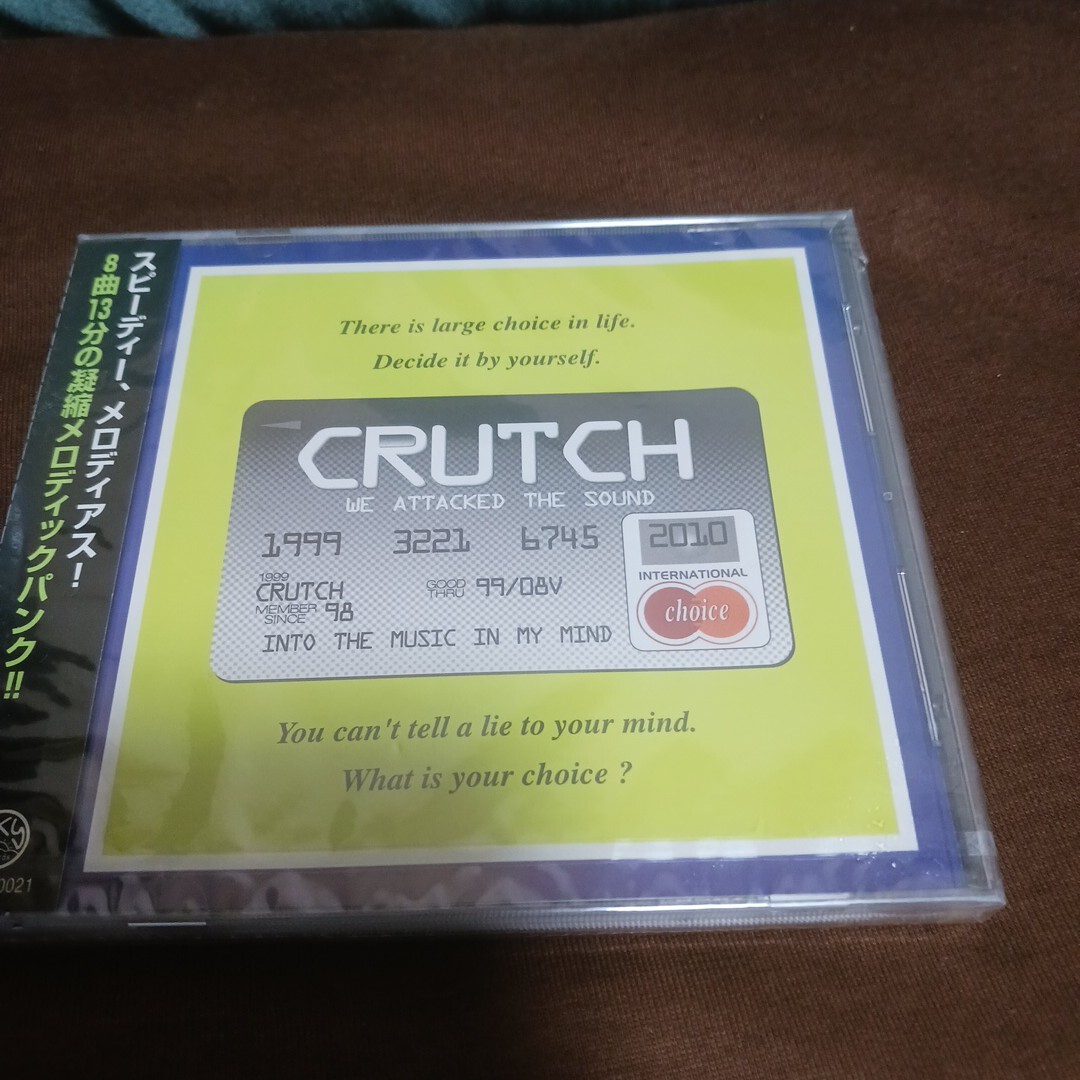 スピーディー、メロディアス！
8曲13分の凝縮メロディックパンク!!
0021
There is large choice in life.
Decide it by yourself.
CRUTCH
WE ATTACKED THE SOUND
1999 3221 6745
2010
INTERNATIONAL
choice
1999
CRUTCH
MEMBER SINCE 98
GOOD THRU 99/08V
INTO THE MUSIC IN MY MIND
You can't tell a lie to your mind.
What is your choice ?